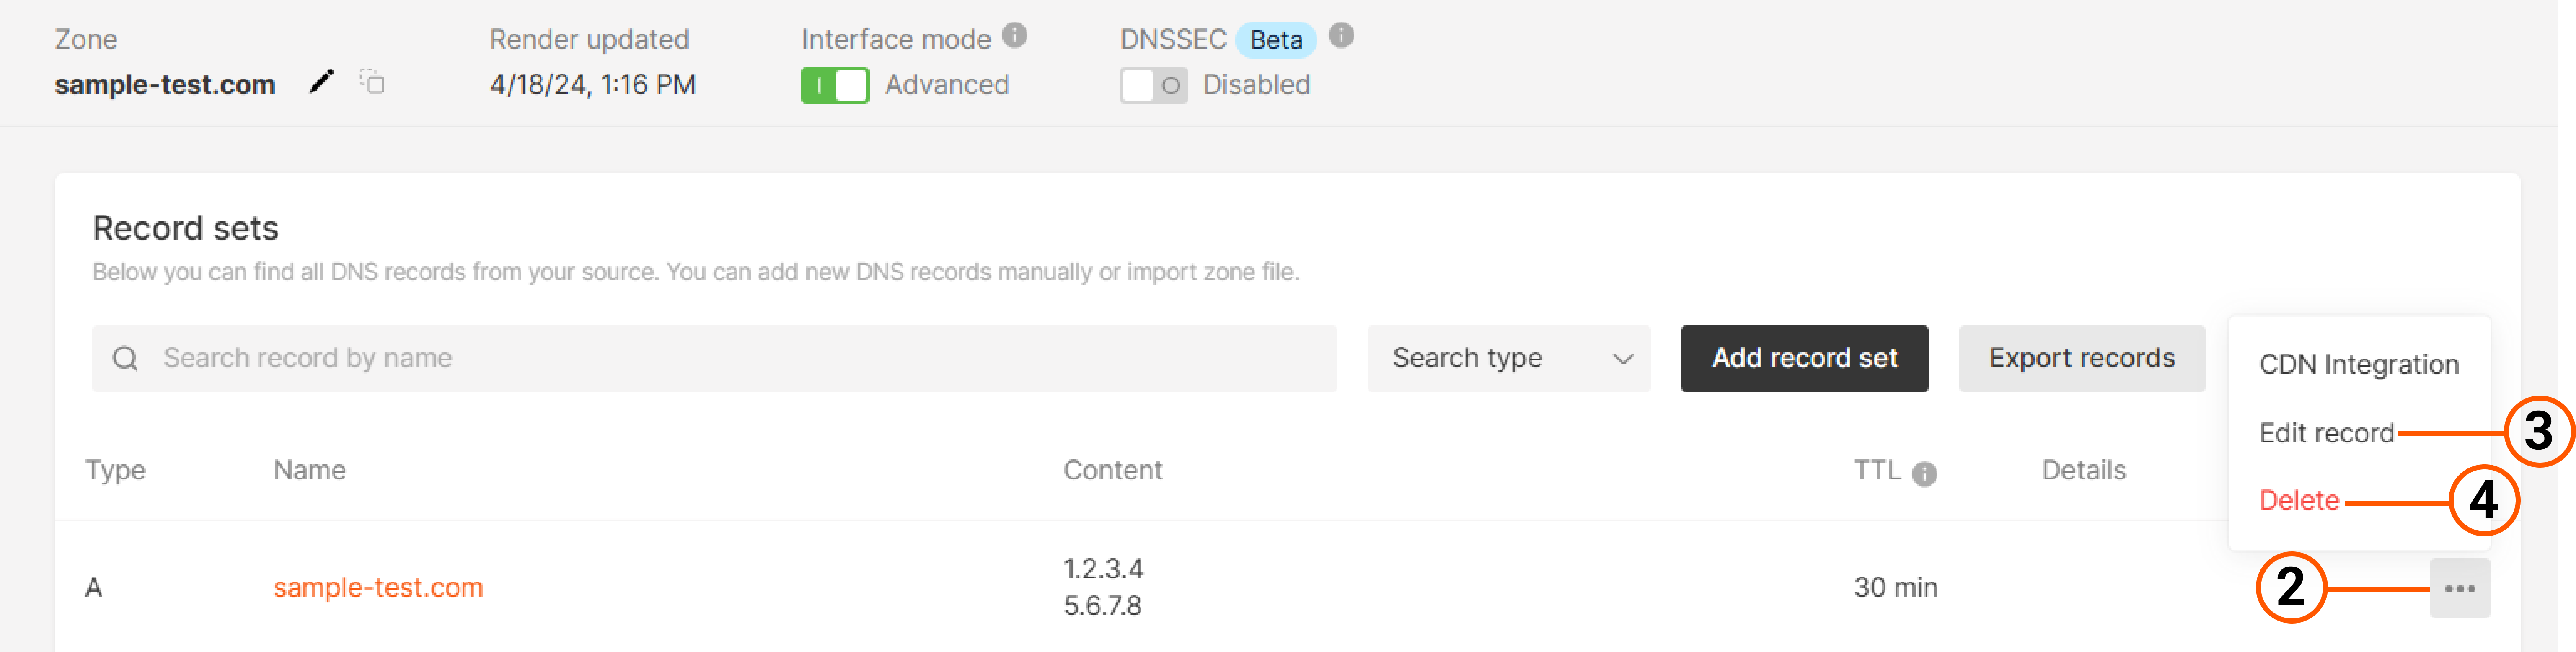 Zone
sample-test.com
Render updated
4/18/24, 1:16 PM
Interface mode
Advanced
DNSSEC Beta
Disabled
Record sets
Below you can find all DNS records from your source. You can add new DNS records manually or import zone file.
Search record by name
Search type
Add record set
Export records
CDN Integration
Edit record
3
Delete
4
Type Name Content TTL Details
A sample-test.com 1.2.3.4
5.6.7.8
30 min
2